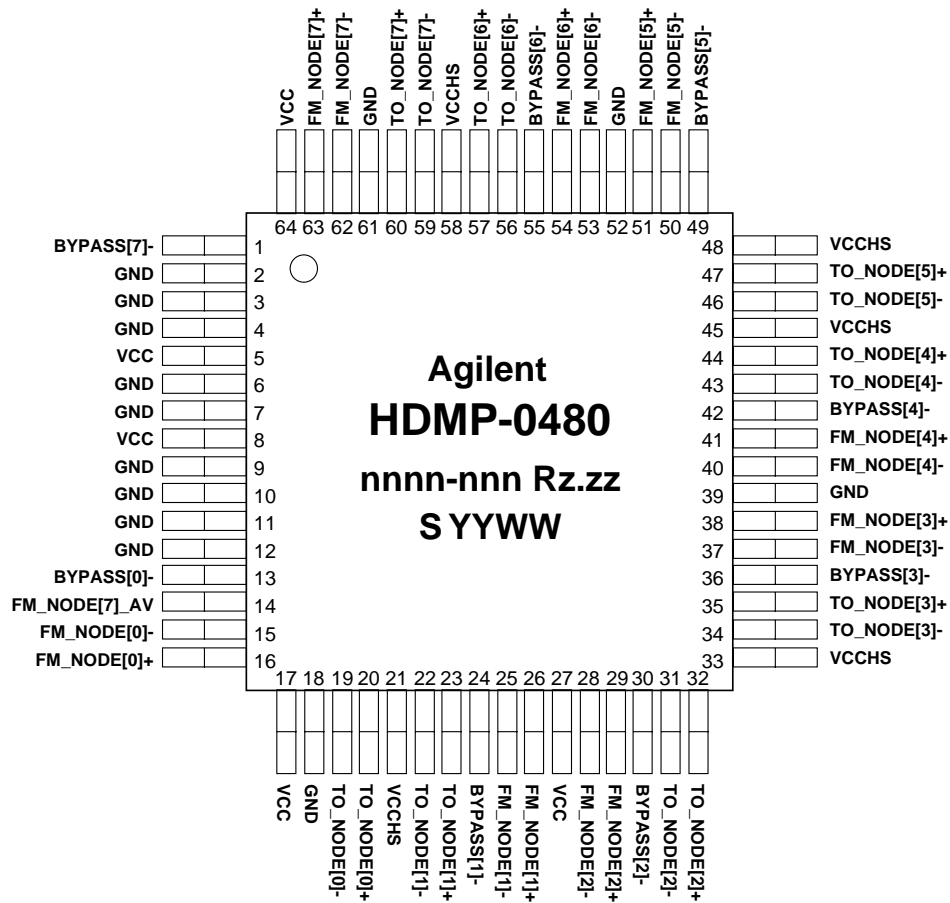 VCC
FM_NODE[7]+
FM_NODE[7]-
GND
TO_NODE[7]+
TO_NODE[7]-
VCCHS
TO_NODE[6]+
TO_NODE[6]-
BYPASS[6]-
FM_NODE[6]+
FM_NODE[6]-
GND
FM_NODE[5]+
FM_NODE[5]-
BYPASS[5]-
64 63 62 61 60 59 58 57 56 55 54 53 52 51 50 49
BYPASS[7]- 1
GND 2
GND 3
GND 4
VCC 5
GND 6
GND 7
VCC 8
GND 9
GND 10
GND 11
GND 12
BYPASS[0]- 13
FM_NODE[7]_AV 14
FM_NODE[0]- 15
FM_NODE[0]+ 16
Agilent
HDMP-0480
nnnn-nnn Rz.zz
S YYWW
48 VCCHS
47 TO_NODE[5]+
46 TO_NODE[5]-
45 VCCHS
44 TO_NODE[4]+
43 TO_NODE[4]-
42 BYPASS[4]-
41 FM_NODE[4]+
40 FM_NODE[4]-
39 GND
38 FM_NODE[3]+
37 FM_NODE[3]-
36 BYPASS[3]-
35 TO_NODE[3]+
34 TO_NODE[3]-
33 VCCHS
17 18 19 20 21 22 23 24 25 26 27 28 29 30 31 32
VCC
GND
TO_NODE[0]-
TO_NODE[0]+
VCCHS
TO_NODE[1]-
TO_NODE[1]+
BYPASS[1]-
FM_NODE[1]-
FM_NODE[1]+
VCC
FM_NODE[2]-
FM_NODE[2]+
BYPASS[2]-
TO_NODE[2]-
TO_NODE[2]+